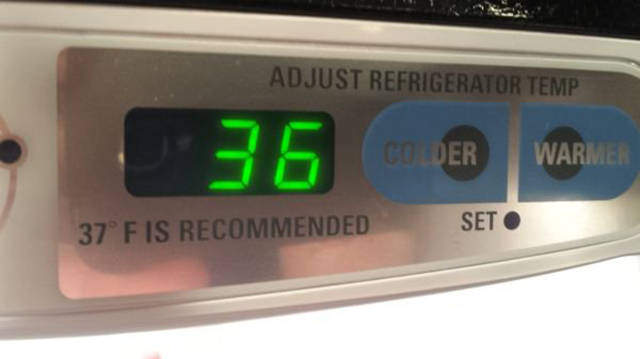 ADJUST REFRIGERATOR TEMP
36
COLDER
WARMER
37° F IS RECOMMENDED
SET